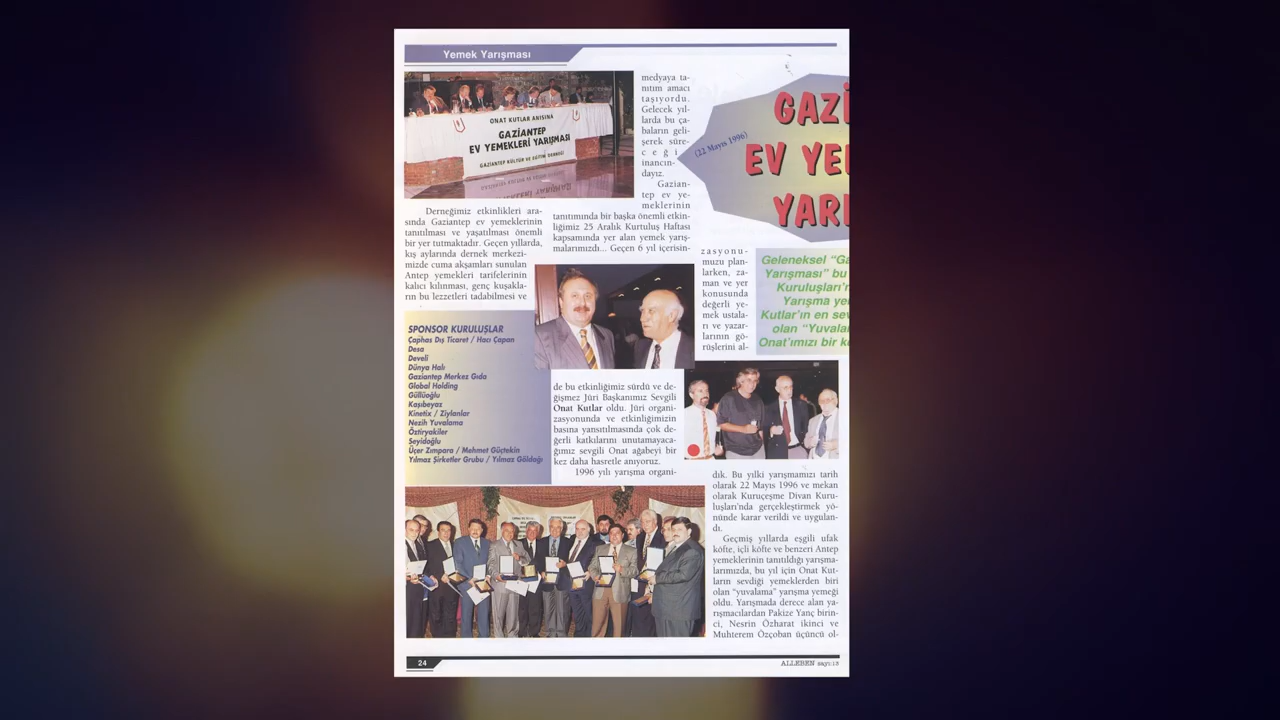 Yemek Yarışması
ONAT KUTLAR ANISINA
GAZİANTEP
EV YEMEKLERİ YARIŞMASI
GAZİANTEP KÜLTÜR VE EĞİTİM DERNEĞİ
Derneğimiz etkinlikleri ara-
sında Gaziantep ev yemeklerinin
tanıtılması ve yaşatılması önemli
bir yer tutmaktadır. Geçen yıllarda,
kış aylarında dernek merkezi-
mizde cuma akşamları sunulan
Antep yemekleri tarifelerinin
kalıcı kılınması, genç kuşakla-
rın bu lezzetleri tadabilmesi ve
SPONSOR KURULUŞLAR
Çaphas Dış Ticaret / Hacı Çapan
Desa
Develi
Dünya Halı
Gaziantep Merkez Gıda
Global Holding
Güllüoğlu
Kaşıbeyaz
Kinetix / Ziylanlar
Nezih Yuvalama
Öztiryakiler
Seyidoğlu
Üçer Zımpara / Mehmet Güçtekin
Yılmaz Şirketler Grubu / Yılmaz Göldağı
medyaya ta-
nıtım amacı
taşıyordu.
Gelecek yıl-
larda bu ça-
baların geli-
şerek süre-
ceği
inancın-
dayız.
Gazian-
tep ev ye-
meklerinin
tanıtımında bir başka önemli etkin-
liğimiz 25 Aralık Kurtuluş Haftası
kapsamında yer alan yemek yarış-
malarımızdı... Geçen 6 yıl içerisin-
de bu etkinliğimiz sürdü ve de-
ğişmez Jüri Başkanımız Sevgili
Onat Kutlar oldu. Jüri organi-
zasyonunda ve etkinliğimizin
basına yansıtılmasında çok de-
ğerli katkılarını unutamayaca-
ğımız sevgili Onat ağabeyi bir
kez daha hasretle anıyoruz.
1996 yılı yarışma organi-
(22 Mayıs 1996)
GAZİ
EV YE
YARI
zasyonu-
muzu plan-
larken, za-
man ve yer
konusunda
değerli ye-
mek ustala-
rı ve yazar-
larının gö-
rüşlerini al-
Geleneksel "Ga
Yarışması" bu
Kuruluşları'n
Yarışma ye
Kutlar'ın en sev
olan "Yuvala
Onat'ımızı bir k
dık. Bu yılki yarışmamızı tarih
olarak 22 Mayıs 1996 ve mekan
olarak Kuruçeşme Divan Kuru-
luşları'nda gerçekleştirmek yö-
nünde karar verildi ve uygulan-
dı.
Geçmiş yıllarda eşgili ufak
köfte, içli köfte ve benzeri Antep
yemeklerinin tanıtıldığı yarışma-
larımızda, bu yıl için Onat Kut-
ların sevdiği yemeklerden biri
olan "yuvalama" yarışma yemeği
oldu. Yarışmada derece alan ya-
rışmacılardan Pakize Yanç birin-
ci, Nesrin Özharat ikinci ve
Muhterem Özçoban üçüncü ol-
24
ALLEBEN sayı:3